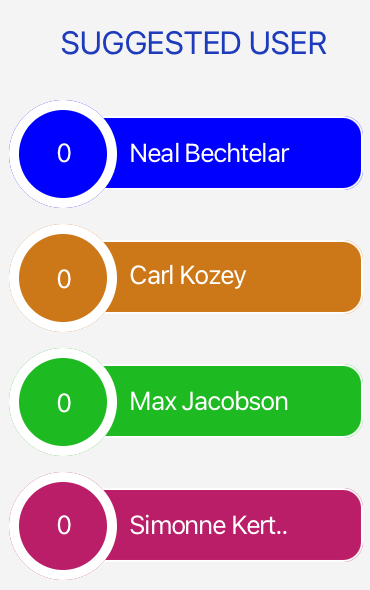 SUGGESTED USER
0 Neal Bechtelar
0 Carl Kozey
0 Max Jacobson
0 Simonne Kert..